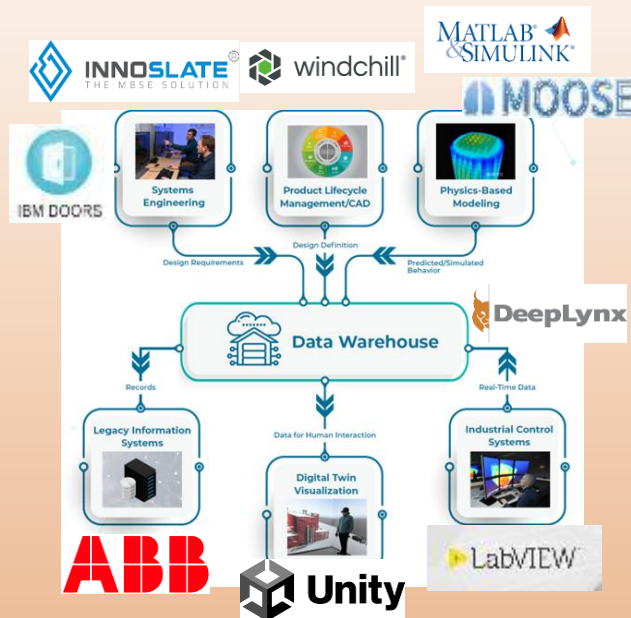 MATLAB®
&SIMULINK®
INNOSLATE®
THE MBSE SOLUTION
windchill®
MOOSE
IBM DOORS
Systems
Engineering
Product Lifecycle
Management/CAD
Physics-Based
Modeling
Design Requirements
Design Definition
Predicted/Simulated
Behavior
DeepLynx
Data Warehouse
Records
Real-Time Data
Legacy Information
Systems
Data for Human Interaction
Industrial Control
Systems
Digital Twin
Visualization
ABB
LabVIEW
Unity